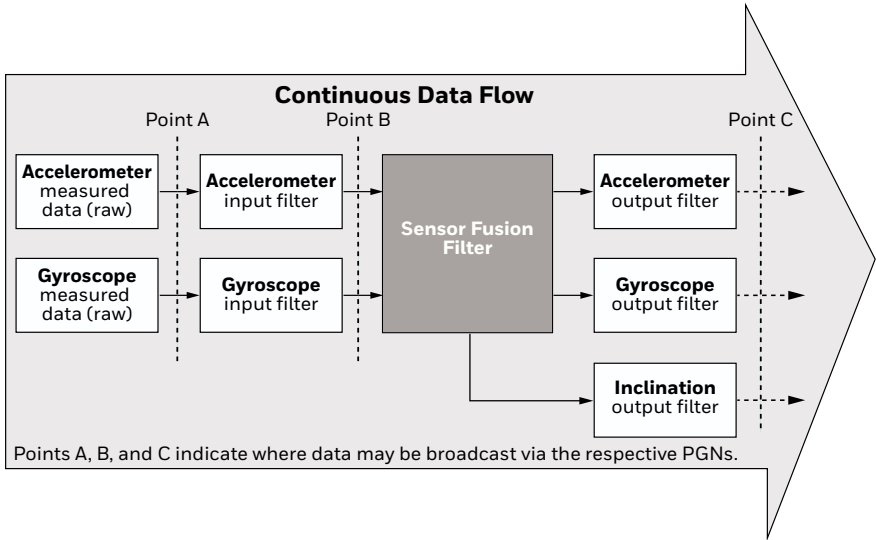 Continuous Data Flow
Point A
Point B
Point C
Accelerometer
measured
data (raw)
Accelerometer
input filter
Sensor Fusion
Filter
Accelerometer
output filter
Gyroscope
measured
data (raw)
Gyroscope
input filter
Gyroscope
output filter
Inclination
output filter
Points A, B, and C indicate where data may be broadcast via the respective PGNs.